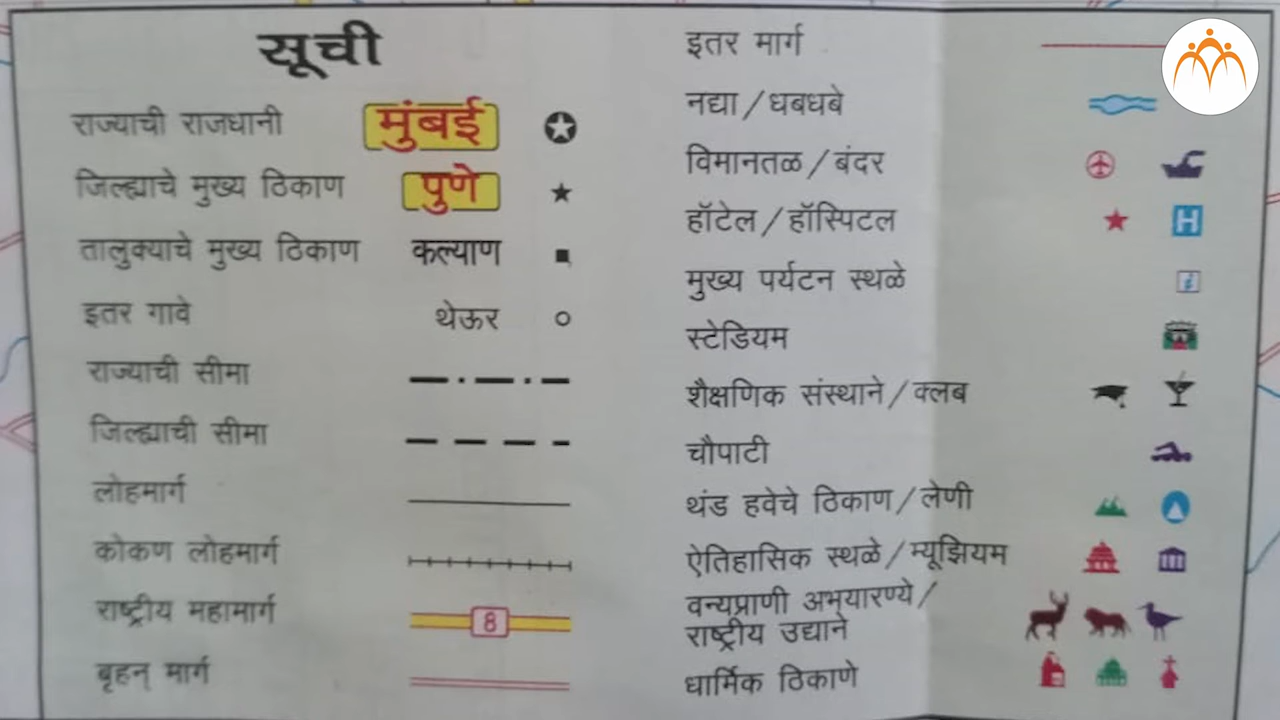 सूची
राज्याची राजधानी मुंबई
जिल्ह्याचे मुख्य ठिकाण पुणे
तालुक्याचे मुख्य ठिकाण कल्याण
इतर गावे थेऊर
राज्याची सीमा
जिल्ह्याची सीमा
लोहमार्ग
कोकण लोहमार्ग
राष्ट्रीय महामार्ग 8
बृहन् मार्ग
इतर मार्ग
नद्या / धबधबे
विमानतळ / बंदर
हॉटेल / हॉस्पिटल H
मुख्य पर्यटन स्थळे i
स्टेडियम
शैक्षणिक संस्थाने / क्लब
चौपाटी
थंड हवेचे ठिकाण / लेणी
ऐतिहासिक स्थळे / म्यूझियम
वन्यप्राणी अभयारण्ये /
राष्ट्रीय उद्याने
धार्मिक ठिकाणे